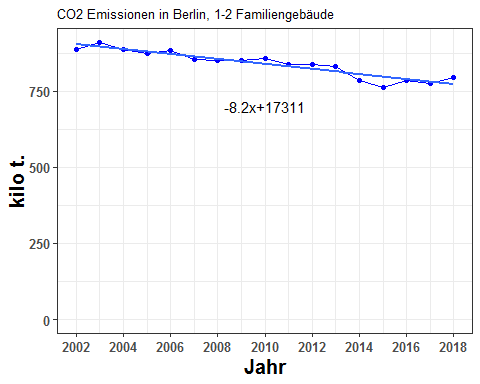 CO2 Emissionen in Berlin, 1-2 Familiengebäude
kilo t.
750
500
250
0
-8.2x+17311
2002 2004 2006 2008 2010 2012 2014 2016 2018
Jahr